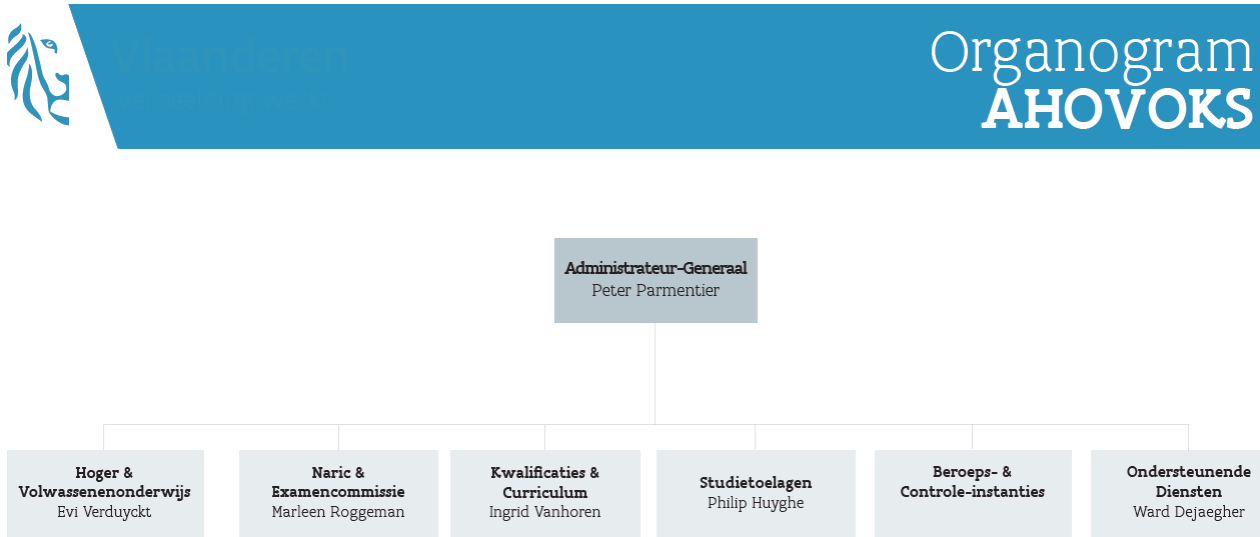 Vlaanderen
Organogram
AHOVOKS
Administrateur-Generaal
Peter Parmentier
Hoger &
Volwassenenonderwijs
Evi Verduyckt
Naric &
Examencommissie
Marleen Roggeman
Kwalificaties &
Curriculum
Ingrid Vanhoren
Studietoelagen
Philip Huyghe
Beroeps- &
Controle-instanties
Ondersteunende
Diensten
Ward Dejaegher